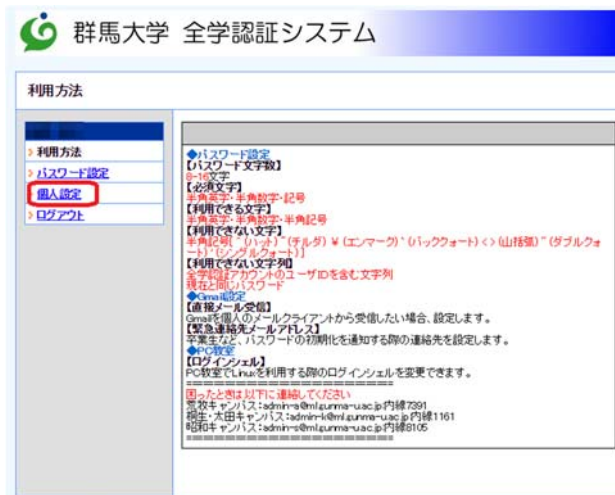 群馬大学 全学認証システム
利用方法
利用方法
パスワード設定
個人設定
ログアウト
◆パスワード設定
【パスワード文字数】
8-16文字
【必須文字】
半角英字・半角数字・記号
【利用できる文字】
半角英字・半角数字・半角記号
【利用できない文字】
半角記号[^(ハット)~(チルダ)¥(エンマーク)`(バッククォート)<>(山括弧)"(ダブルクォ
ート)'(シングルクォート)]
【利用できない文字列】
全学認証アカウントのユーザIDを含む文字列
現在と同じパスワード
◆Gmail設定
【直接メール受信】
Gmailを個人のメールクライアントから受信したい場合、設定します。
【緊急連絡先メールアドレス】
卒業生など、パスワードの初期化を通知する際の連絡先を設定します。
◆PC教室
【ログインシェル】
PC教室でLinuxを利用する際のログインシェルを変更できます。
==============================
困ったときは以下に連絡してください
荒牧キャンパス:admin-a@ml.gunma-u.ac.jp内線7391
桐生・太田キャンパス:admin-k@ml.gunma-u.ac.jp内線1161
昭和キャンパス:admin-s@ml.gunma-u.ac.jp内線8105
==============================